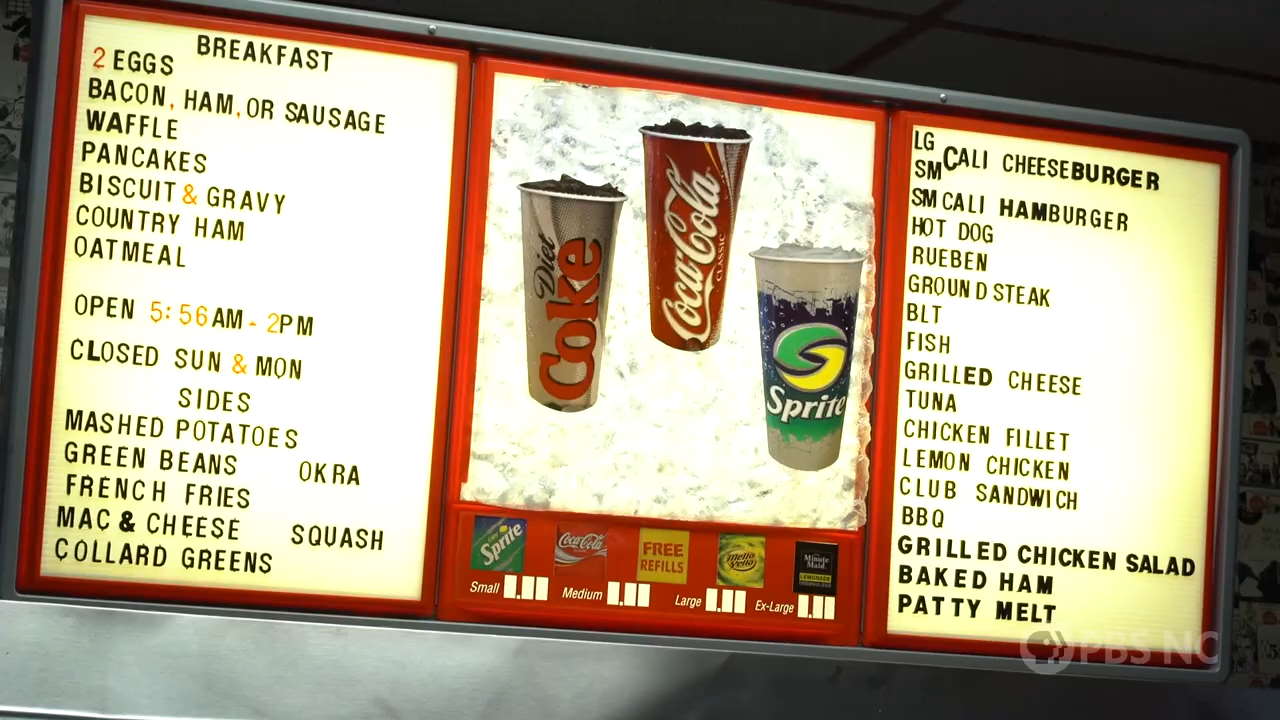 BREAKFAST
2 EGGS
BACON, HAM, OR SAUSAGE
WAFFLE
PANCAKES
BISCUIT & GRAVY
COUNTRY HAM
OATMEAL
OPEN 5:56AM - 2PM
CLOSED SUN & MON
SIDES
MASHED POTATOES
GREEN BEANS OKRA
FRENCH FRIES
MAC & CHEESE SQUASH
COLLARD GREENS
Diet Coke
Coca-Cola
CLASSIC
Sprite
Sprite
Coca-Cola
FREE REFILLS
Mello Yello
Minute Maid
LEMONADE
Small Medium Large Ex-Large
LG
SM CALI CHEESEBURGER
SM CALI HAMBURGER
HOT DOG
RUEBEN
GROUND STEAK
BLT
FISH
GRILLED CHEESE
TUNA
CHICKEN FILLET
LEMON CHICKEN
CLUB SANDWICH
BBQ
GRILLED CHICKEN SALAD
BAKED HAM
PATTY MELT
PBS NC